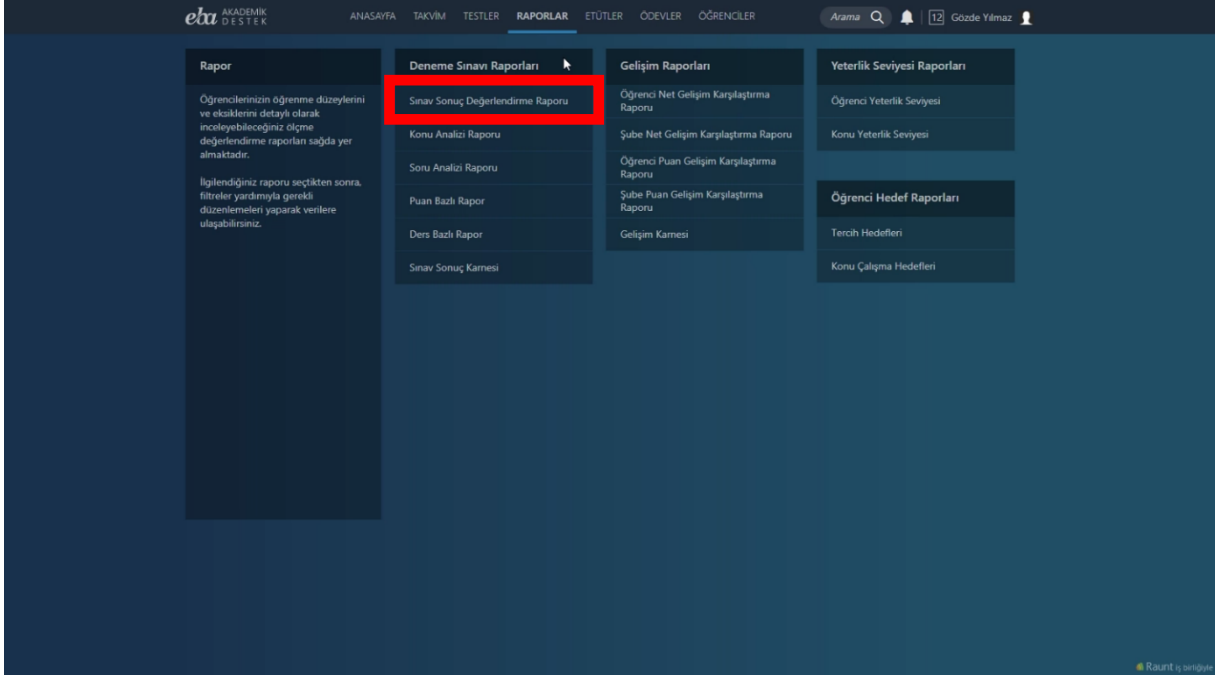 eba AKADEMİK DESTEK
ANASAYFA TAKVİM TESTLER RAPORLAR ETÜTLER ÖDEVLER ÖĞRENCİLER Arama 12 Gözde Yılmaz
Rapor
Öğrencilerinizin öğrenme düzeylerini
ve eksiklerini detaylı olarak
inceleyebileceğiniz ölçme
değerlendirme raporları sağda yer
almaktadır.
İlgilendiğiniz raporu seçtikten sonra,
filtreler yardımıyla gerekli
düzenlemeleri yaparak verilere
ulaşabilirsiniz.
Deneme Sınavı Raporları
Sınav Sonuç Değerlendirme Raporu
Konu Analizi Raporu
Soru Analizi Raporu
Puan Bazlı Rapor
Ders Bazlı Rapor
Sınav Sonuç Karnesi
Gelişim Raporları
Öğrenci Net Gelişim Karşılaştırma
Raporu
Şube Net Gelişim Karşılaştırma Raporu
Öğrenci Puan Gelişim Karşılaştırma
Raporu
Şube Puan Gelişim Karşılaştırma
Raporu
Gelişim Karnesi
Yeterlik Seviyesi Raporları
Öğrenci Yeterlik Seviyesi
Konu Yeterlik Seviyesi
Öğrenci Hedef Raporları
Tercih Hedefleri
Konu Çalışma Hedefleri
Raunt iş birliğiyle